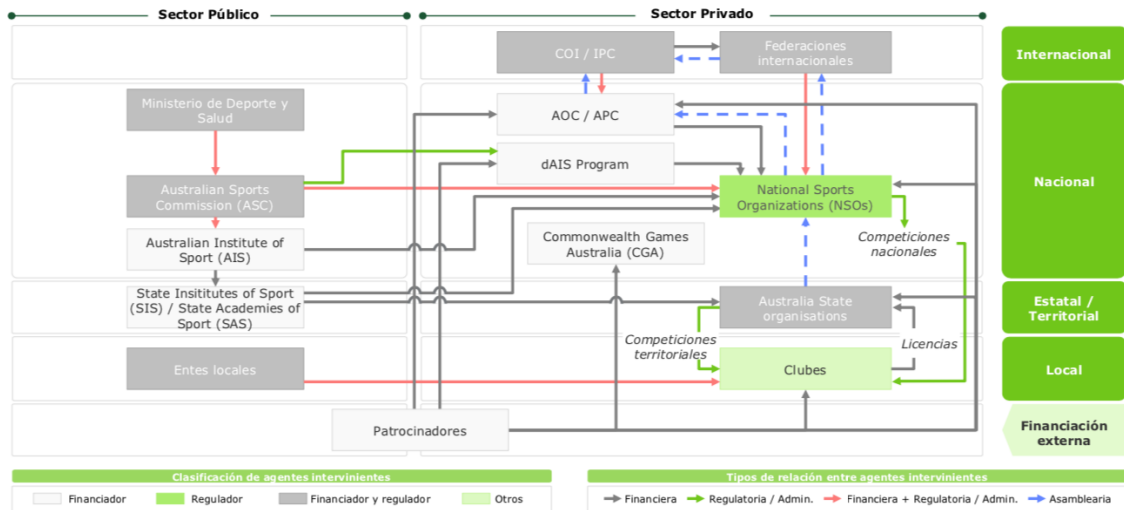 Sector Público
Sector Privado
COI / IPC
Federaciones
internacionales
Internacional
Ministerio de Deporte y
Salud
AOC / APC
dAIS Program
Australian Sports
Commission (ASC)
National Sports
Organizations (NSOs)
Nacional
Australian Institute of
Sport (AIS)
Commonwealth Games
Australia (CGA)
Competiciones
nacionales
State Institutes of Sport
(SIS) / State Academies of
Sport (SAS)
Australia State
organisations
Estatal /
Territorial
Competiciones
territoriales
Licencias
Entes locales
Clubes
Local
Patrocinadores
Financiación
externa
Clasificación de agentes intervinientes
Financiador
Regulador
Financiador y regulador
Otros
Tipos de relación entre agentes intervinientes
Financiera
Regulatoria / Admin.
Financiera + Regulatoria / Admin.
Asamblearia